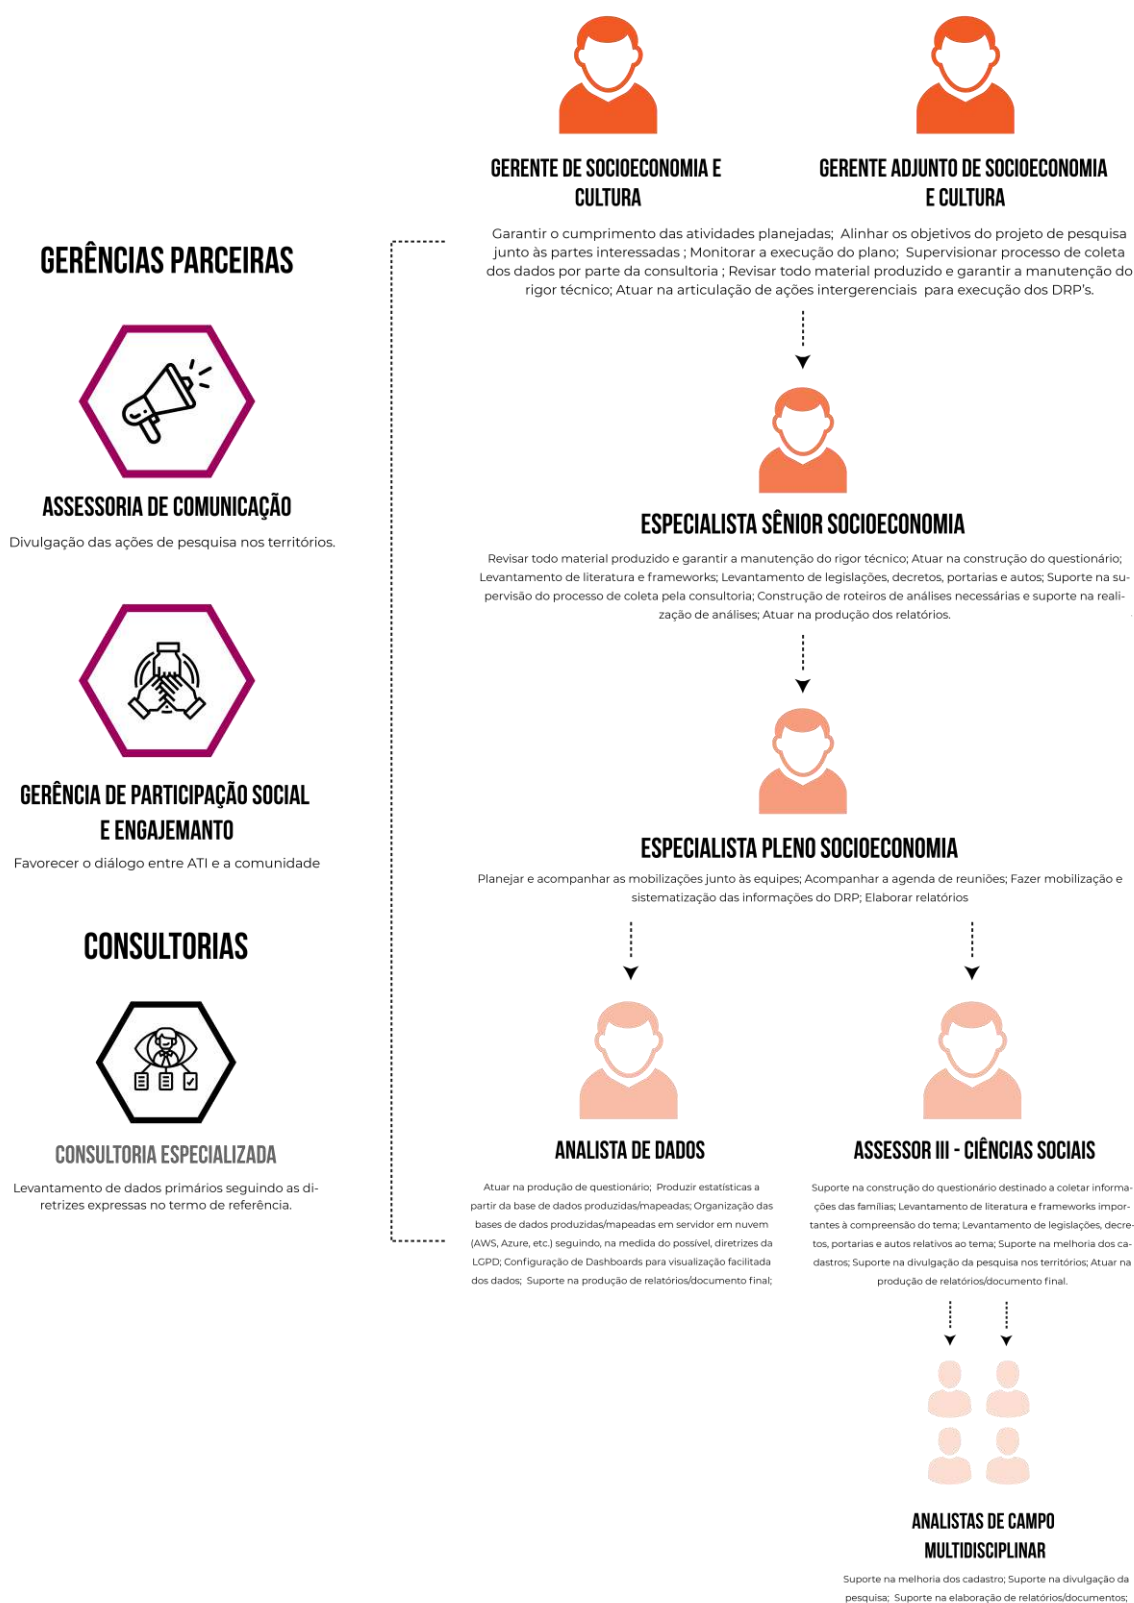 GERÊNCIAS PARCEIRAS
ASSESSORIA DE COMUNICAÇÃO
Divulgação das ações de pesquisa nos territórios.
GERÊNCIA DE PARTICIPAÇÃO SOCIAL
E ENGAJEMANTO
Favorecer o diálogo entre ATI e a comunidade
CONSULTORIAS
CONSULTORIA ESPECIALIZADA
Levantamento de dados primários seguindo as di-
retrizes expressas no termo de referência.
GERENTE DE SOCIOECONOMIA E
CULTURA
GERENTE ADJUNTO DE SOCIOECONOMIA
E CULTURA
Garantir o cumprimento das atividades planejadas; Alinhar os objetivos do projeto de pesquisa
junto às partes interessadas ; Monitorar a execução do plano; Supervisionar processo de coleta
dos dados por parte da consultoria ; Revisar todo material produzido e garantir a manutenção do
rigor técnico; Atuar na articulação de ações intergerenciais para execução dos DRP's.
ESPECIALISTA SÊNIOR SOCIOECONOMIA
Revisar todo material produzido e garantir a manutenção do rigor técnico; Atuar na construção do questionário;
Levantamento de literatura e frameworks; Levantamento de legislações, decretos, portarias e autos; Suporte na su-
pervisão do processo de coleta pela consultoria; Construção de roteiros de análises necessárias e suporte na reali-
zação de análises; Atuar na produção dos relatórios.
ESPECIALISTA PLENO SOCIOECONOMIA
Planejar e acompanhar as mobilizações junto às equipes; Acompanhar a agenda de reuniões; Fazer mobilização e
sistematização das informações do DRP; Elaborar relatórios
ANALISTA DE DADOS
Atuar na produção de questionário; Produzir estatísticas a
partir da base de dados produzidas/mapeadas; Organização das
bases de dados produzidas/mapeadas em servidor em nuvem
(AWS, Azure, etc.) seguindo, na medida do possível, diretrizes da
LGPD; Configuração de Dashboards para visualização facilitada
dos dados; Suporte na produção de relatórios/documento final;
ASSESSOR III - CIÊNCIAS SOCIAIS
Suporte na construção do questionário destinado a coletar informa-
ções das famílias; Levantamento de literatura e frameworks impor-
tantes à compreensão do tema; Levantamento de legislações, decre-
tos, portarias e autos relativos ao tema; Suporte na melhoria dos ca-
dastros; Suporte na divulgação da pesquisa nos territórios; Atuar na
produção de relatórios/documento final.
ANALISTAS DE CAMPO
MULTIDISCIPLINAR
Suporte na melhoria dos cadastro; Suporte na divulgação da
pesquisa; Suporte na elaboração de relatórios/documentos;